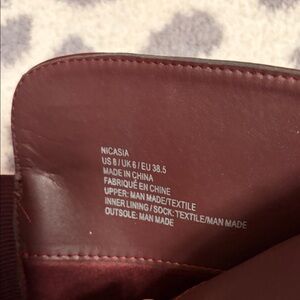 NICASIA
US 8 / UK 6 / EU 38.5
MADE IN CHINA
FABRIQUÉ EN CHINE
UPPER: MAN MADE/TEXTILE
INNER LINING / SOCK: TEXTILE/MAN MADE
OUTSOLE: MAN MADE